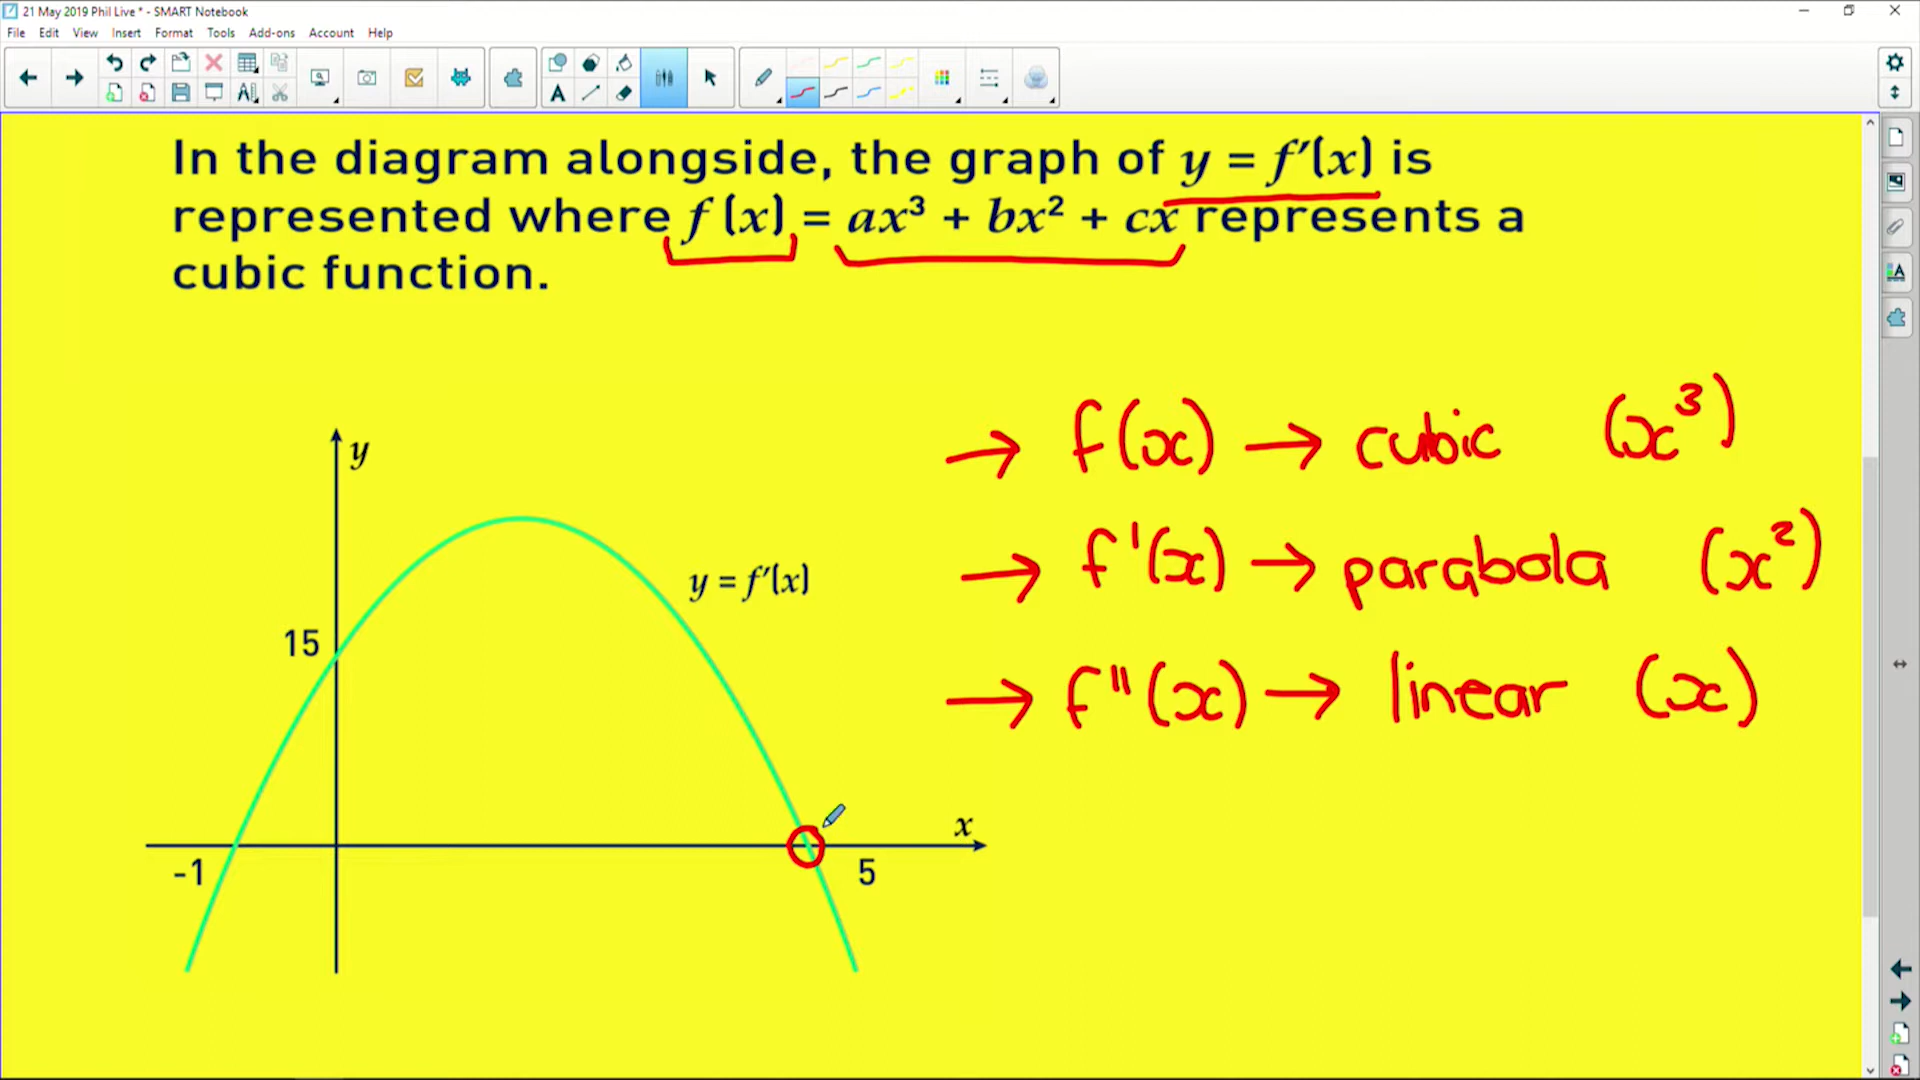 21 May 2019 Phil Live * - SMART Notebook
File Edit View Insert Format Tools Add-ons Account Help
In the diagram alongside, the graph of y = f′(x) is
represented where f (x) = ax³ + bx² + cx represents a
cubic function.
→ f(x) → cubic (x³)
y
→ f'(x) → parabola (x²)
y = f′(x)
15
→ f''(x) → linear (x)
x
-1 5